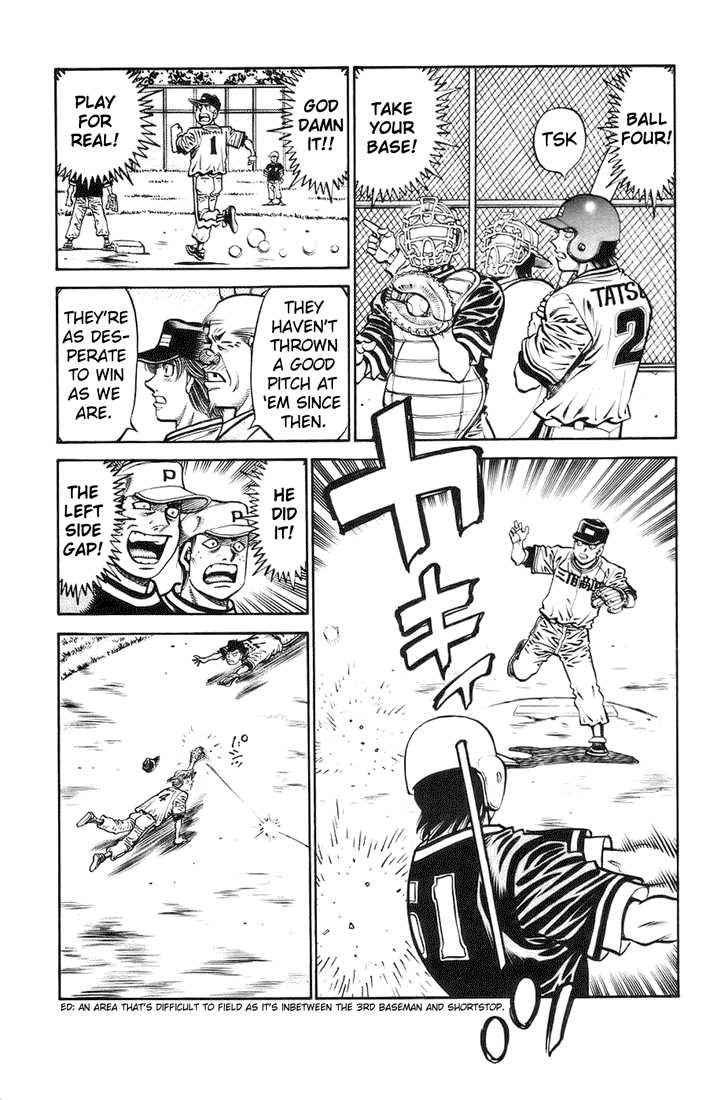 BALL
FOUR!
TSK
TAKE
YOUR
BASE!
TATS
2
GOD
DAMN
IT!!
PLAY
FOR
REAL!
1
THEY
HAVEN'T
THROWN
A GOOD
PITCH AT
'EM SINCE
THEN.
THEY'RE
AS DES-
PERATE
TO WIN
AS WE
ARE.
カキィ
51
HE
DID
IT!
THE
LEFT
SIDE
GAP!
P
P
ED: AN AREA THAT'S DIFFICULT TO FIELD AS IT'S INBETWEEN THE 3RD BASEMAN AND SHORTSTOP.